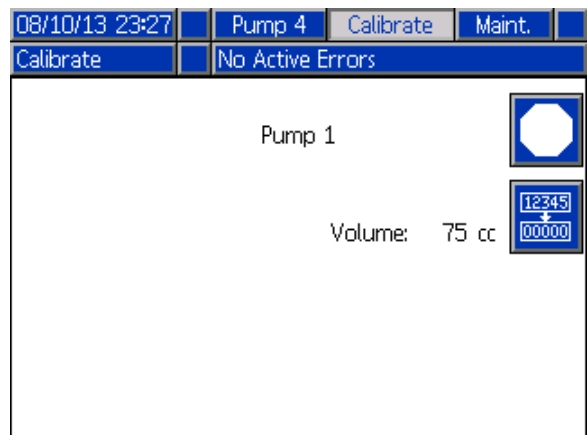 08/10/13 23:27 Pump 4 Calibrate Maint.
Calibrate No Active Errors
Pump 1
12345
Volume: 75 cc
00000